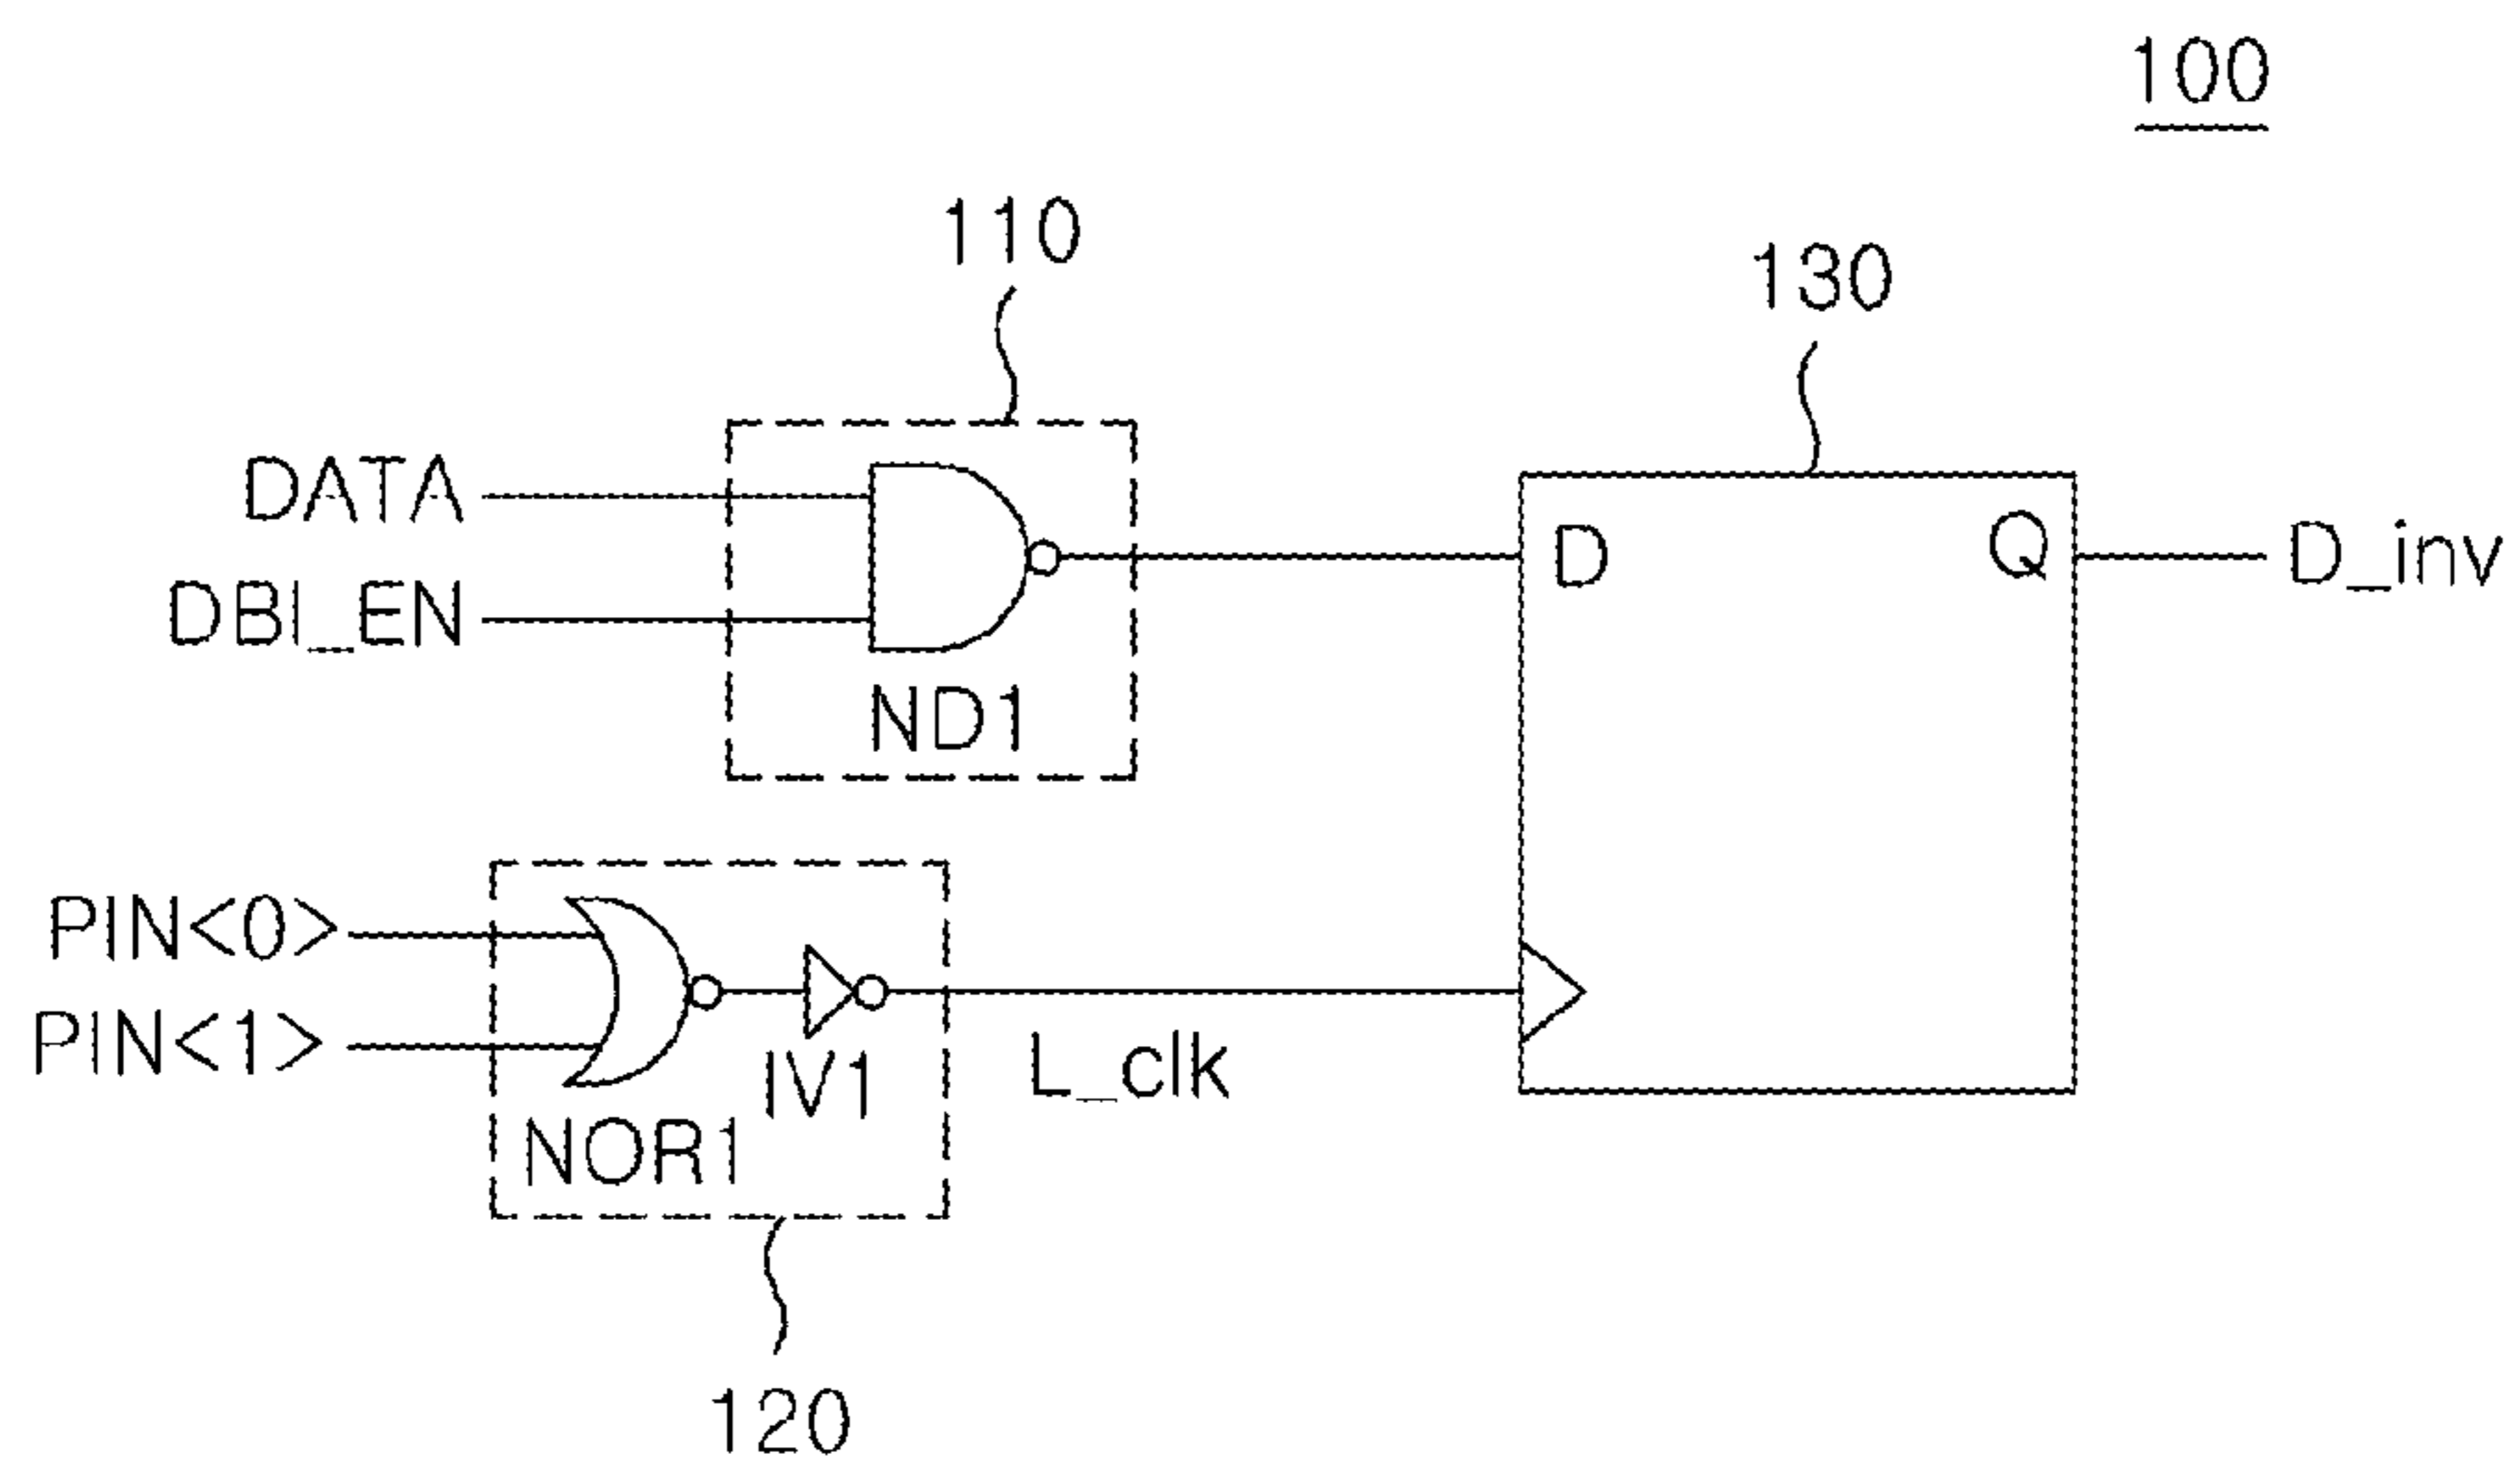 100
110
130
DATA
DBI_EN
D
Q
D_inv
ND1
PIN<0>
PIN<1>
IV1
NOR1
L_clk
120